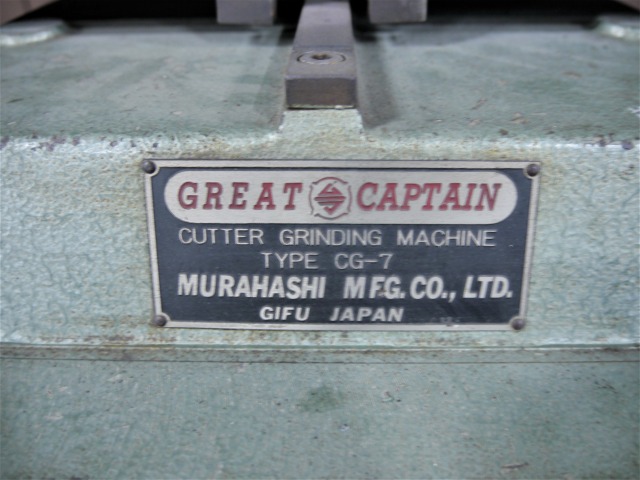 GREAT CAPTAIN
CUTTER GRINDING MACHINE
TYPE CG-7
MURAHASHI MFG. CO., LTD.
GIFU JAPAN